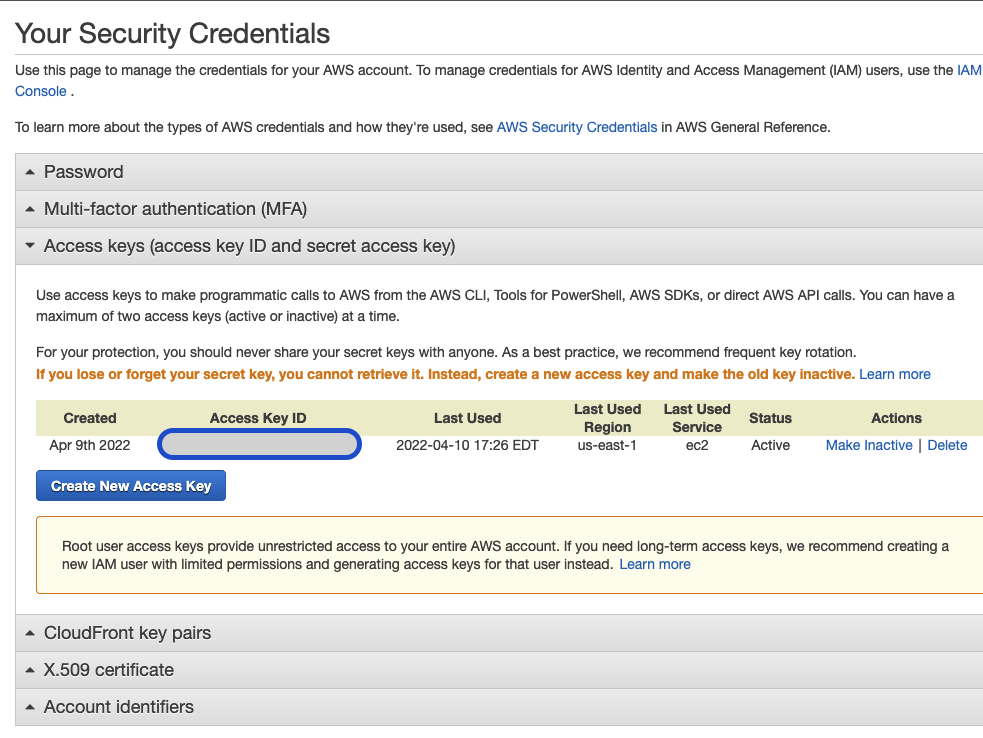 Your Security Credentials
Use this page to manage the credentials for your AWS account. To manage credentials for AWS Identity and Access Management (IAM) users, use the IAM
Console .
To learn more about the types of AWS credentials and how they're used, see AWS Security Credentials in AWS General Reference.
Password
Multi-factor authentication (MFA)
Access keys (access key ID and secret access key)
Use access keys to make programmatic calls to AWS from the AWS CLI, Tools for PowerShell, AWS SDKs, or direct AWS API calls. You can have a
maximum of two access keys (active or inactive) at a time.
For your protection, you should never share your secret keys with anyone. As a best practice, we recommend frequent key rotation.
If you lose or forget your secret key, you cannot retrieve it. Instead, create a new access key and make the old key inactive. Learn more
Created Access Key ID Last Used Last Used Region Last Used Service Status Actions
Apr 9th 2022 2022-04-10 17:26 EDT us-east-1 ec2 Active Make Inactive | Delete
Create New Access Key
Root user access keys provide unrestricted access to your entire AWS account. If you need long-term access keys, we recommend creating a
new IAM user with limited permissions and generating access keys for that user instead. Learn more
CloudFront key pairs
X.509 certificate
Account identifiers